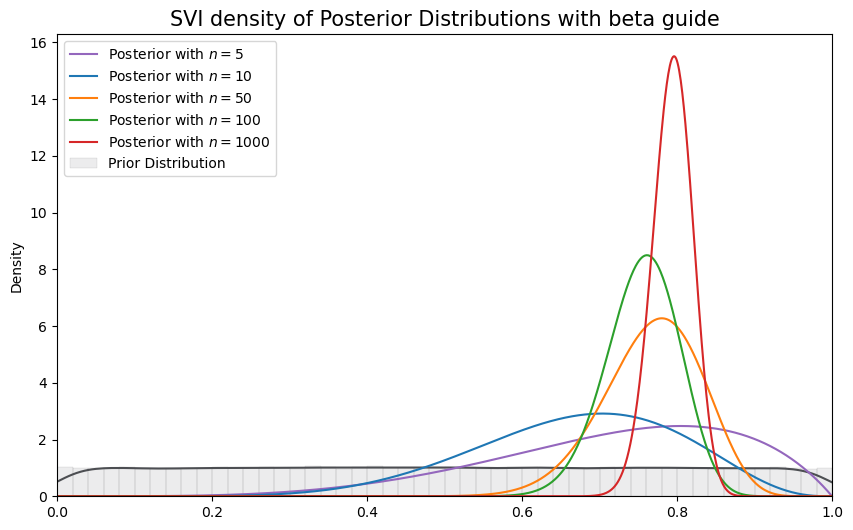 SVI density of Posterior Distributions with beta guide
16
14
12
10
8
6
4
2
0
Density
Posterior with n = 5
Posterior with n = 10
Posterior with n = 50
Posterior with n = 100
Posterior with n = 1000
Prior Distribution
0.0 0.2 0.4 0.6 0.8 1.0